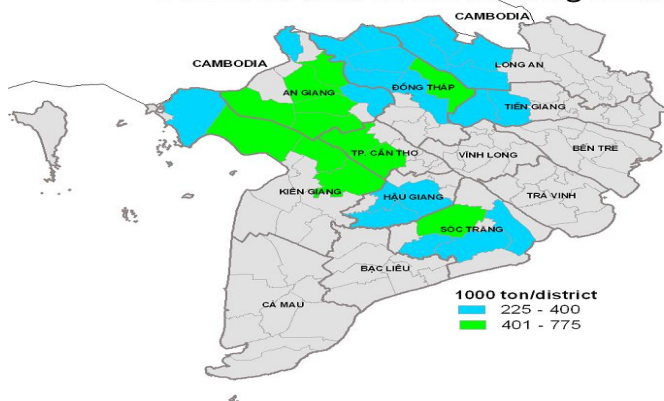 CAMBODIA
CAMBODIA
LONG AN
AN GIANG
ĐỒNG THÁP
TIỀN GIANG
TP. CẦN THƠ
VĨNH LONG
BẾN TRE
KIÊN GIANG
HẬU GIANG
TRÀ VINH
SÓC TRĂNG
BẠC LIÊU
CÀ MAU
1000 ton/district
225 - 400
401 - 775